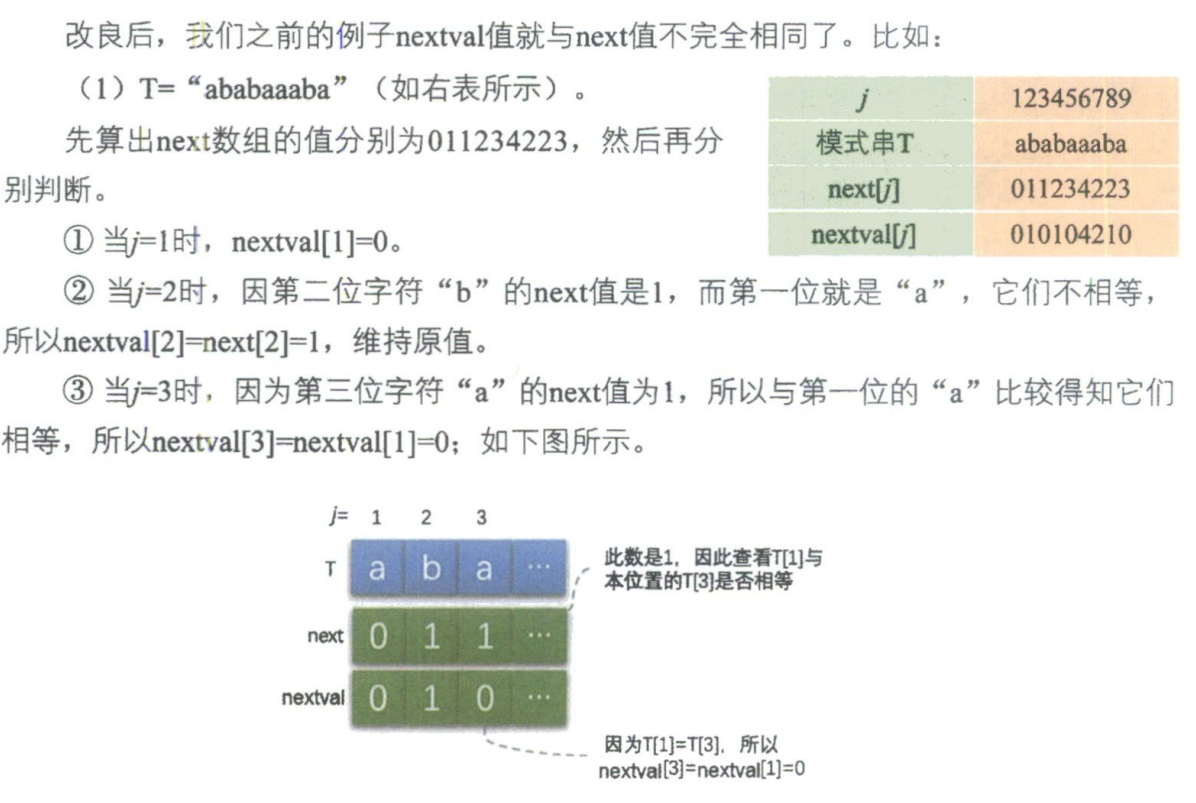 改良后，我们之前的例子nextval值就与next值不完全相同了。比如：
（1）T= “ababaaaba” （如右表所示）。
先算出next数组的值分别为011234223，然后再分
别判断。
j 123456789
模式串T ababaaaba
next[j] 011234223
nextval[j] 010104210
① 当j=1时，nextval[1]=0。
② 当j=2时，因第二位字符“b”的next值是1，而第一位就是“a”，它们不相等，
所以nextval[2]=next[2]=1，维持原值。
③ 当j=3时，因为第三位字符“a”的next值为1，所以与第一位的“a”比较得知它们
相等，所以nextval[3]=nextval[1]=0；如下图所示。
j= 1 2 3
T a b a …
next 0 1 1 …
nextval 0 1 0 …
此数是1，因此查看T[1]与
本位置的T[3]是否相等
因为T[1]=T[3]，所以
nextval[3]=nextval[1]=0